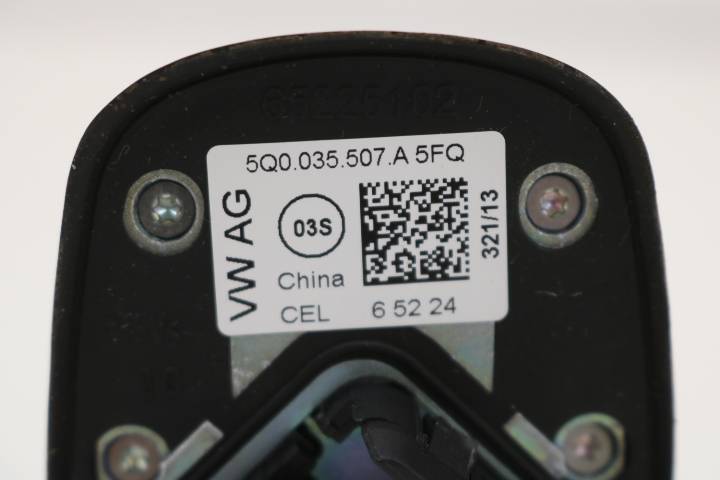 5Q0.035.507.A 5FQ
VW AG
03S
321/13
China
CEL 6 52 24